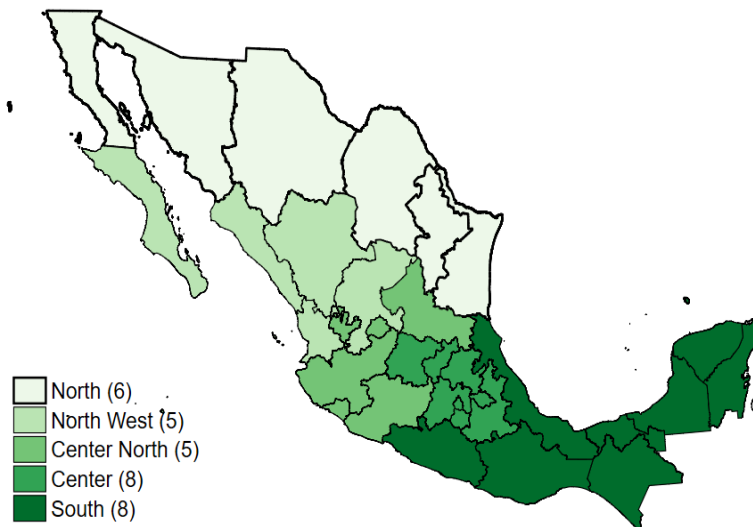 North (6)
North West (5)
Center North (5)
Center (8)
South (8)